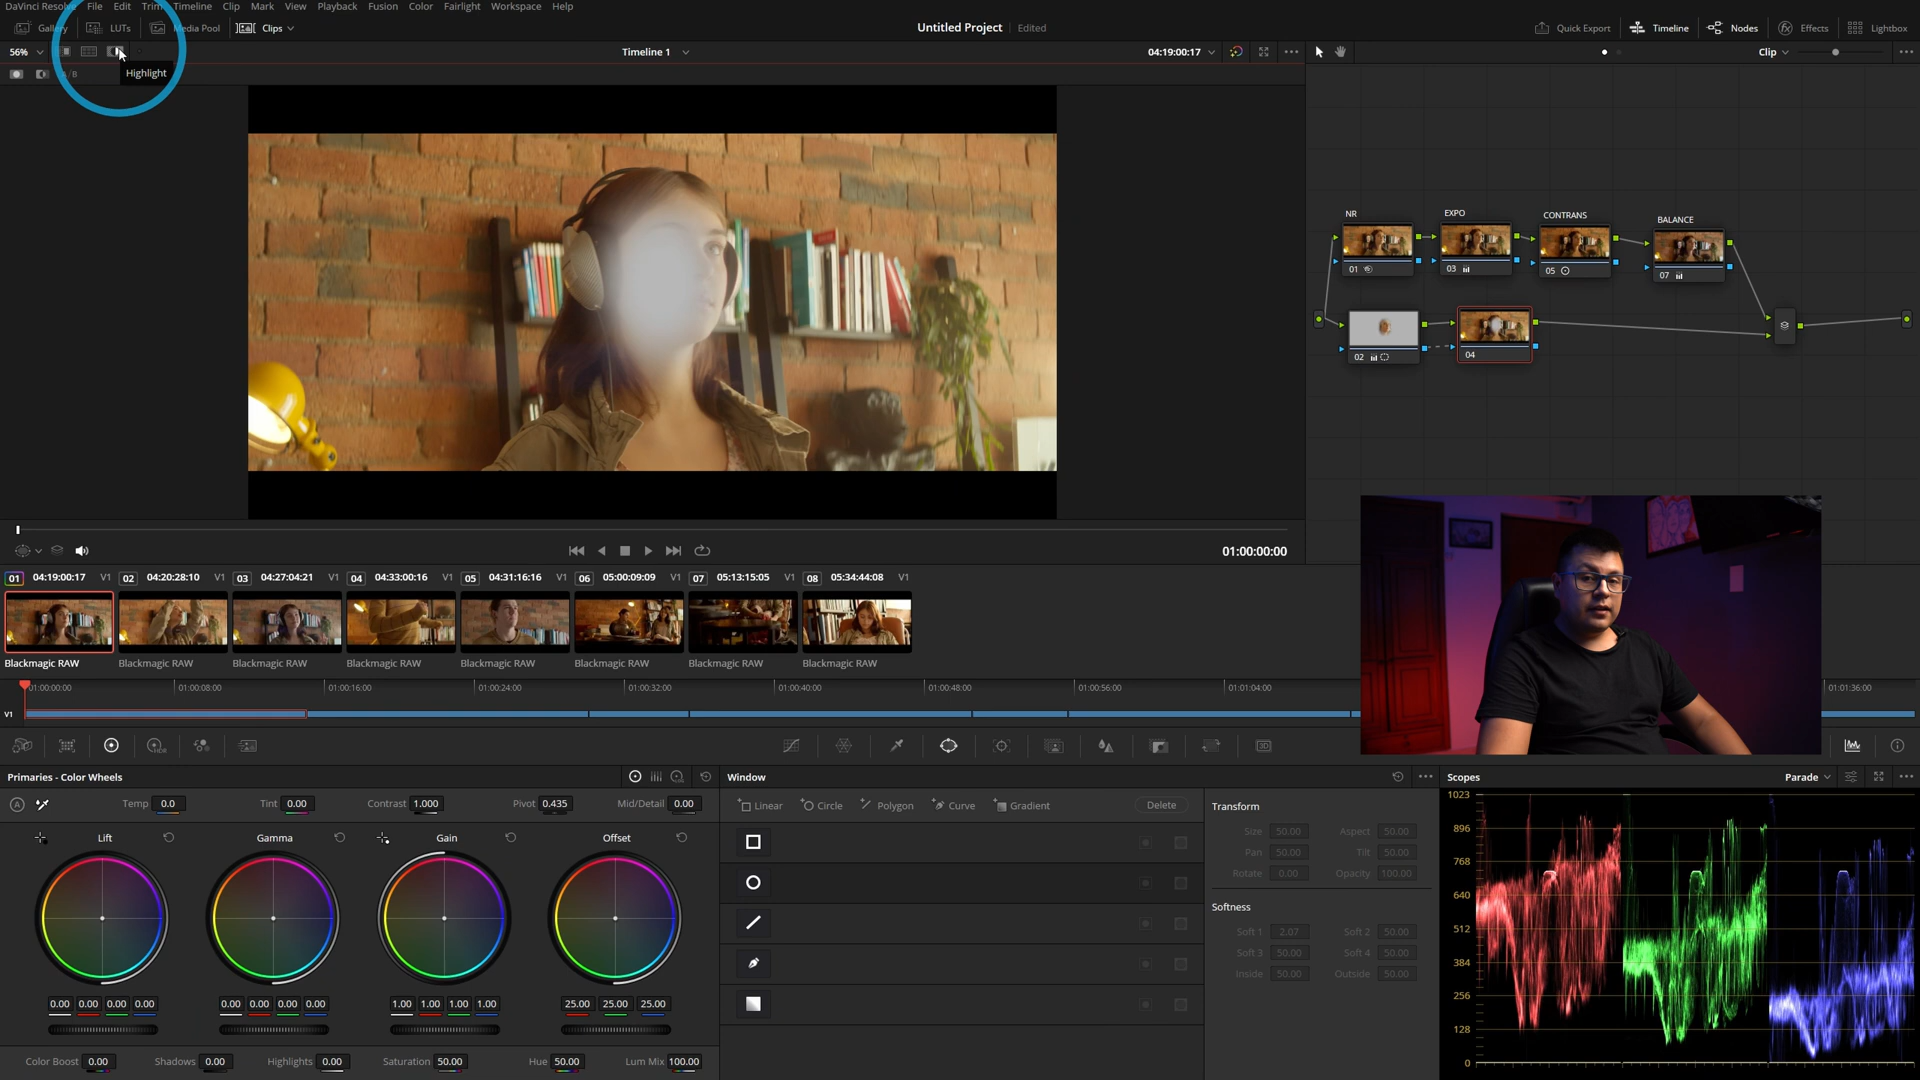 DaVinci Resolve File Edit Trim Timeline Clip Mark View Playback Fusion Color Fairlight Workspace Help
Gallery LUTs Media Pool Clips Untitled Project Edited Quick Export Timeline Nodes Effects Lightbox
56% Timeline 1 04:19:00:17 Clip
A/B Highlight
NR EXPO CONTRANS BALANCE
01 03 05 07
02 04
01:00:00:00
01 04:19:00:17 V1 02 04:20:28:10 V1 03 04:27:04:21 V1 04 04:33:00:16 V1 05 04:31:16:16 V1 06 05:00:09:09 V1 07 05:13:15:05 V1 08 05:34:44:08 V1
Blackmagic RAW Blackmagic RAW Blackmagic RAW Blackmagic RAW Blackmagic RAW Blackmagic RAW Blackmagic RAW Blackmagic RAW
01:00:00:00 01:00:08:00 01:00:16:00 01:00:24:00 01:00:32:00 01:00:40:00 01:00:48:00 01:00:56:00 01:01:04:00 01:01:36:00
V1
HDR 3D
Primaries - Color Wheels Window Scopes Parade
A Temp 0.0 Tint 0.00 Contrast 1.000 Pivot 0.435 Mid/Detail 0.00
Linear Circle Polygon Curve Gradient Delete
Lift Gamma Gain Offset
0.00 0.00 0.00 0.00 0.00 0.00 0.00 0.00 1.00 1.00 1.00 1.00 25.00 25.00 25.00
Color Boost 0.00 Shadows 0.00 Highlights 0.00 Saturation 50.00 Hue 50.00 Lum Mix 100.00
Transform
Size 50.00 Aspect 50.00
Pan 50.00 Tilt 50.00
Rotate 0.00 Opacity 100.00
Softness
Soft 1 2.07 Soft 2 50.00
Soft 3 50.00 Soft 4 50.00
Inside 50.00 Outside 50.00
1023
896
768
640
512
384
256
128
0